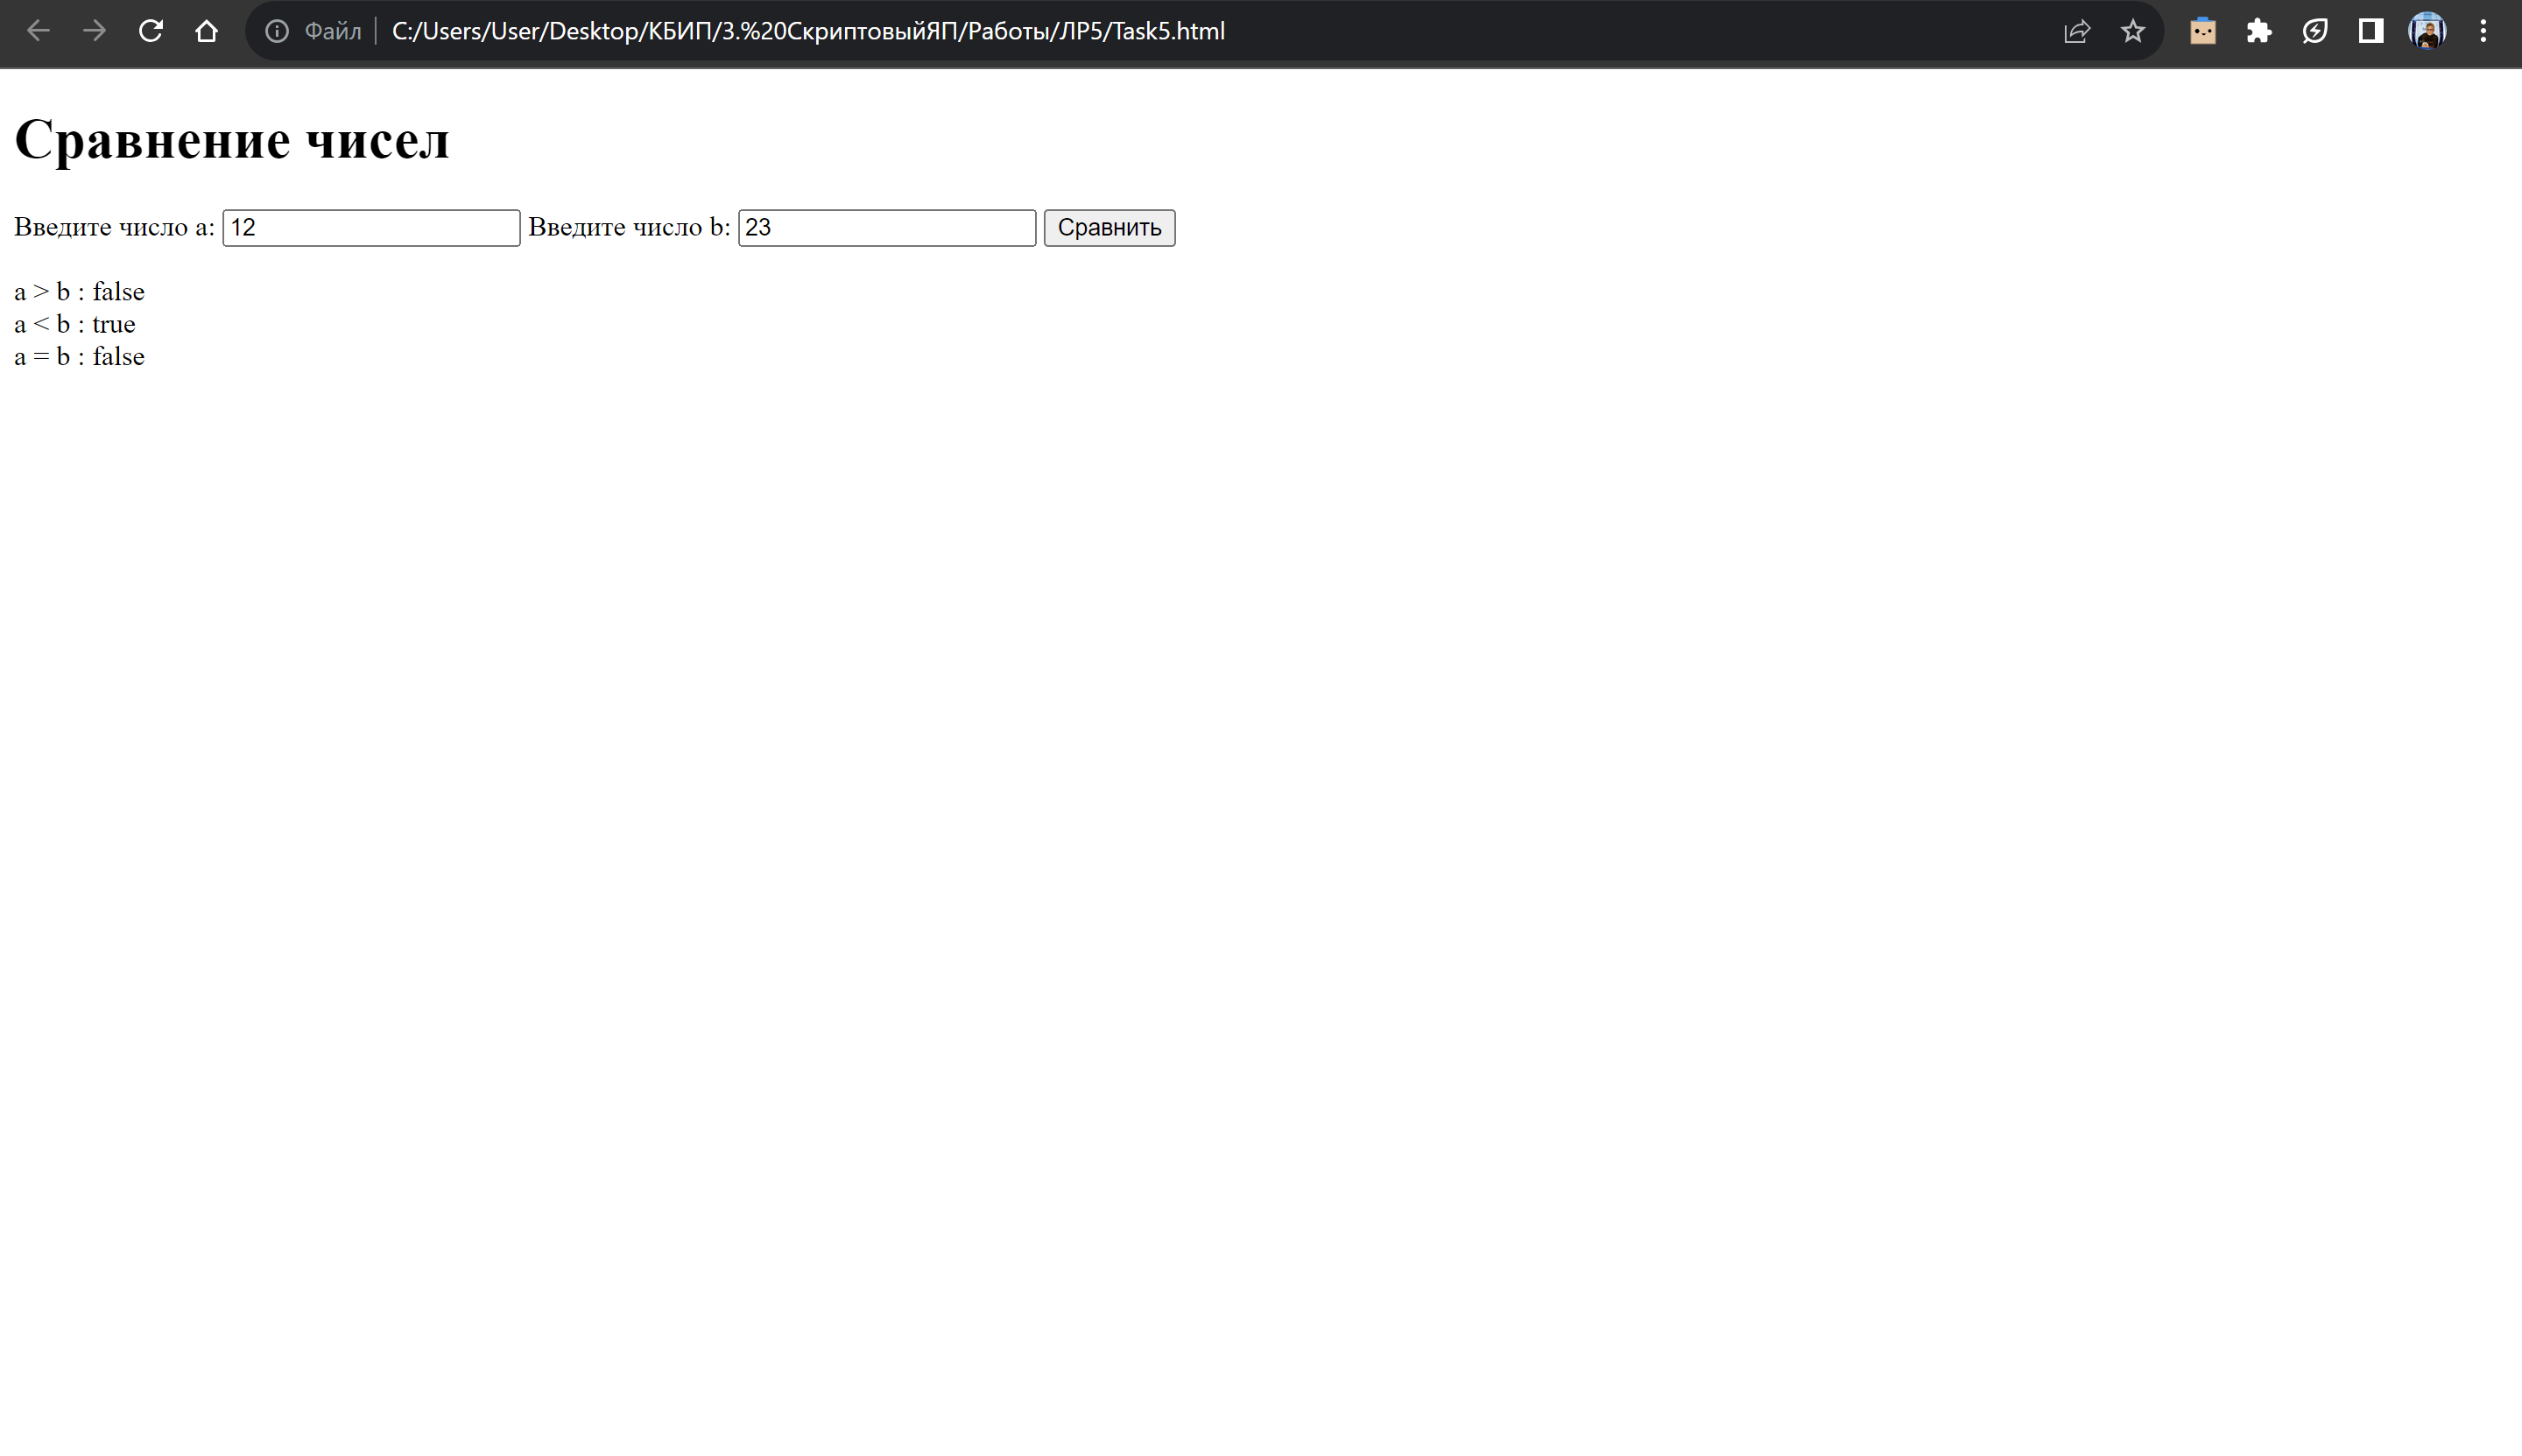 Файл C:/Users/User/Desktop/КБИП/3.%20СкриптовыйЯП/Работы/ЛР5/Task5.html
Сравнение чисел
Введите число a: 12 Введите число b: 23 Сравнить
a > b : false
a < b : true
a = b : false